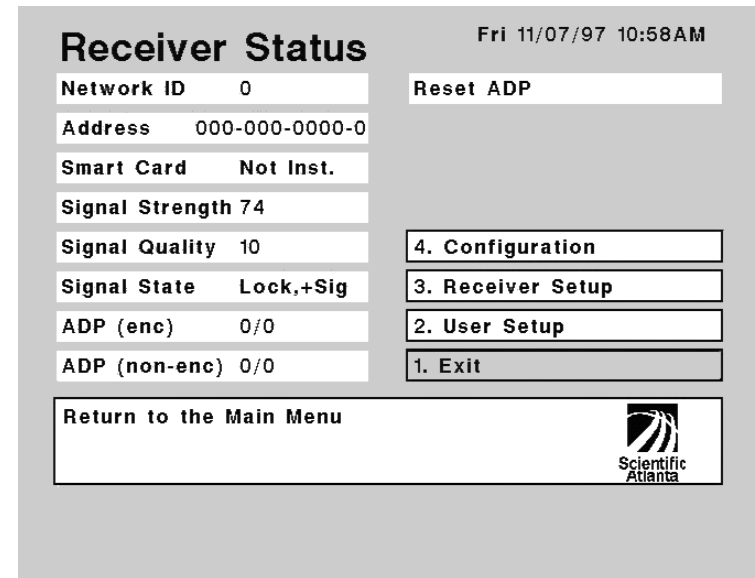 Receiver Status
Fri 11/07/97 10:58AM
Network ID 0
Reset ADP
Address 000-000-0000-0
Smart Card Not Inst.
Signal Strength 74
Signal Quality 10
4. Configuration
Signal State Lock,+Sig
3. Receiver Setup
ADP (enc) 0/0
2. User Setup
ADP (non-enc) 0/0
1. Exit
Return to the Main Menu
Scientific
Atlanta